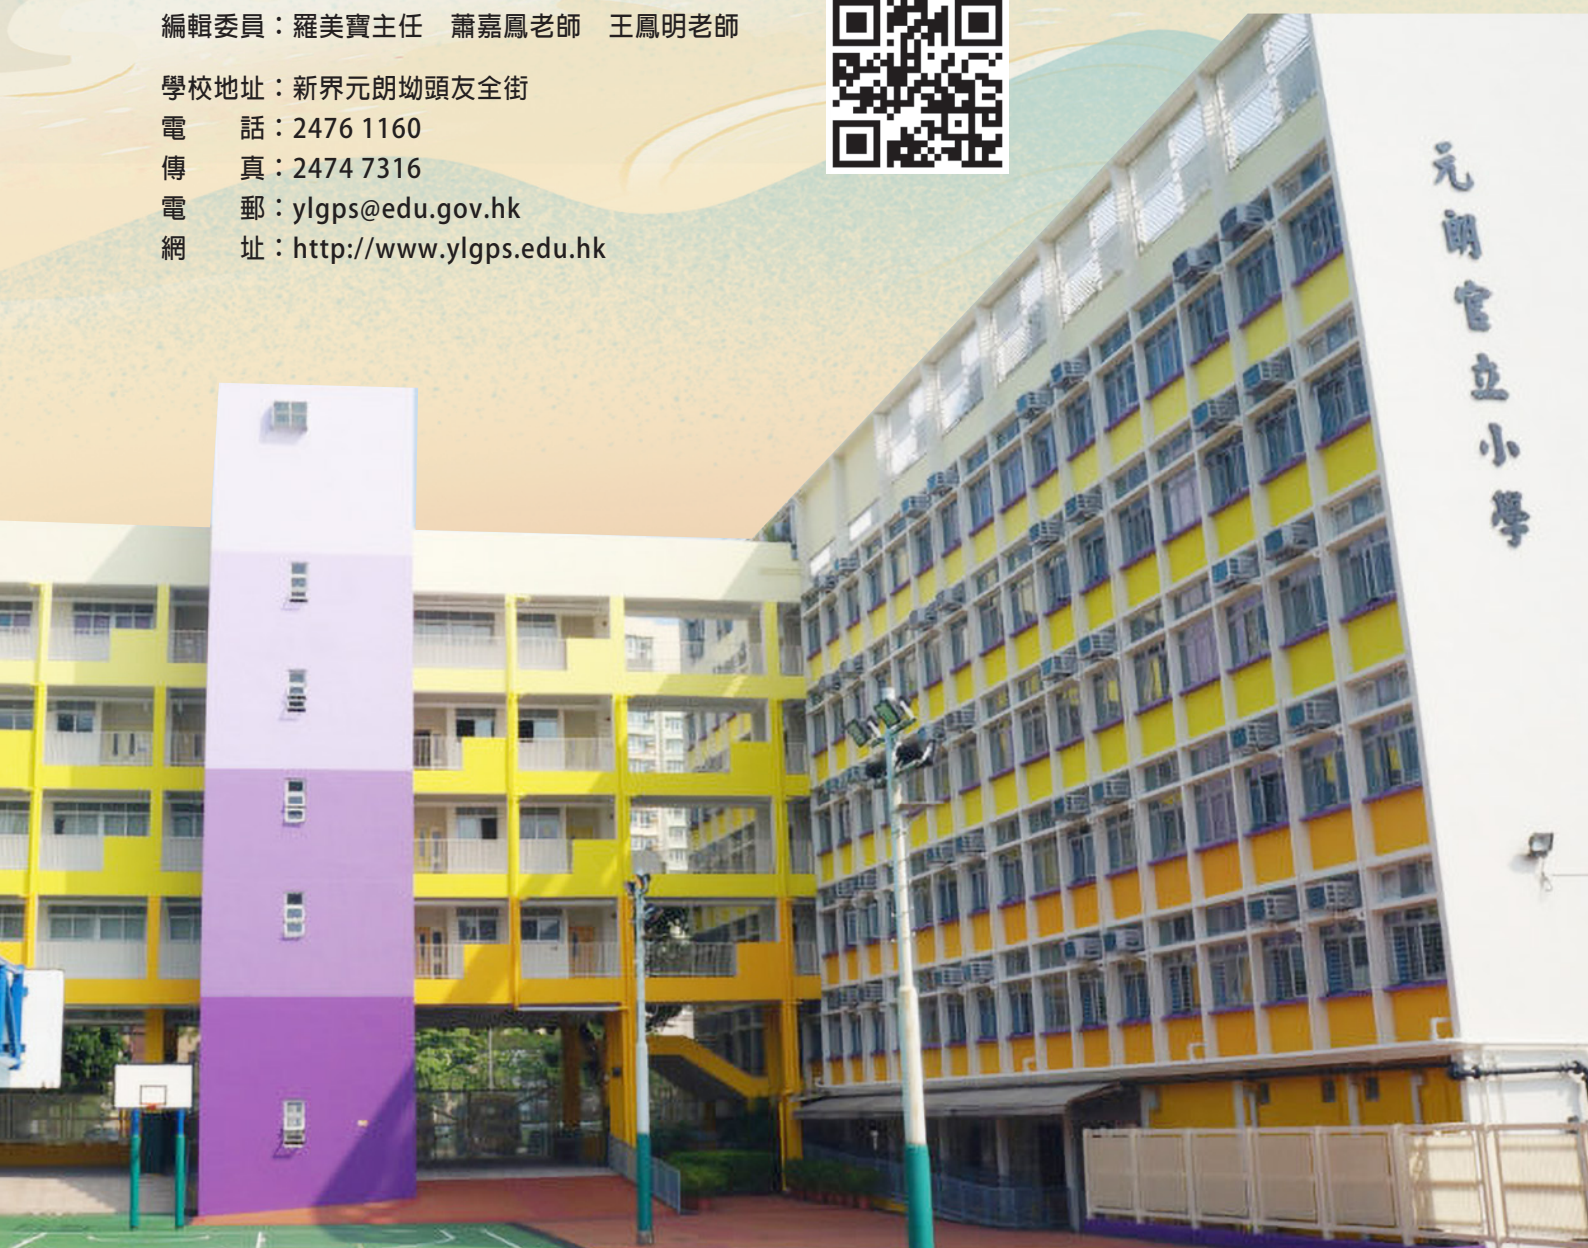 編輯委員：羅美寶主任　蕭嘉鳳老師　王鳳明老師
學校地址：新界元朗坳頭友全街
電　　話：2476 1160
傳　　真：2474 7316
電　　郵：ylgps@edu.gov.hk
網　　址：http://www.ylgps.edu.hk
元朗官立小學